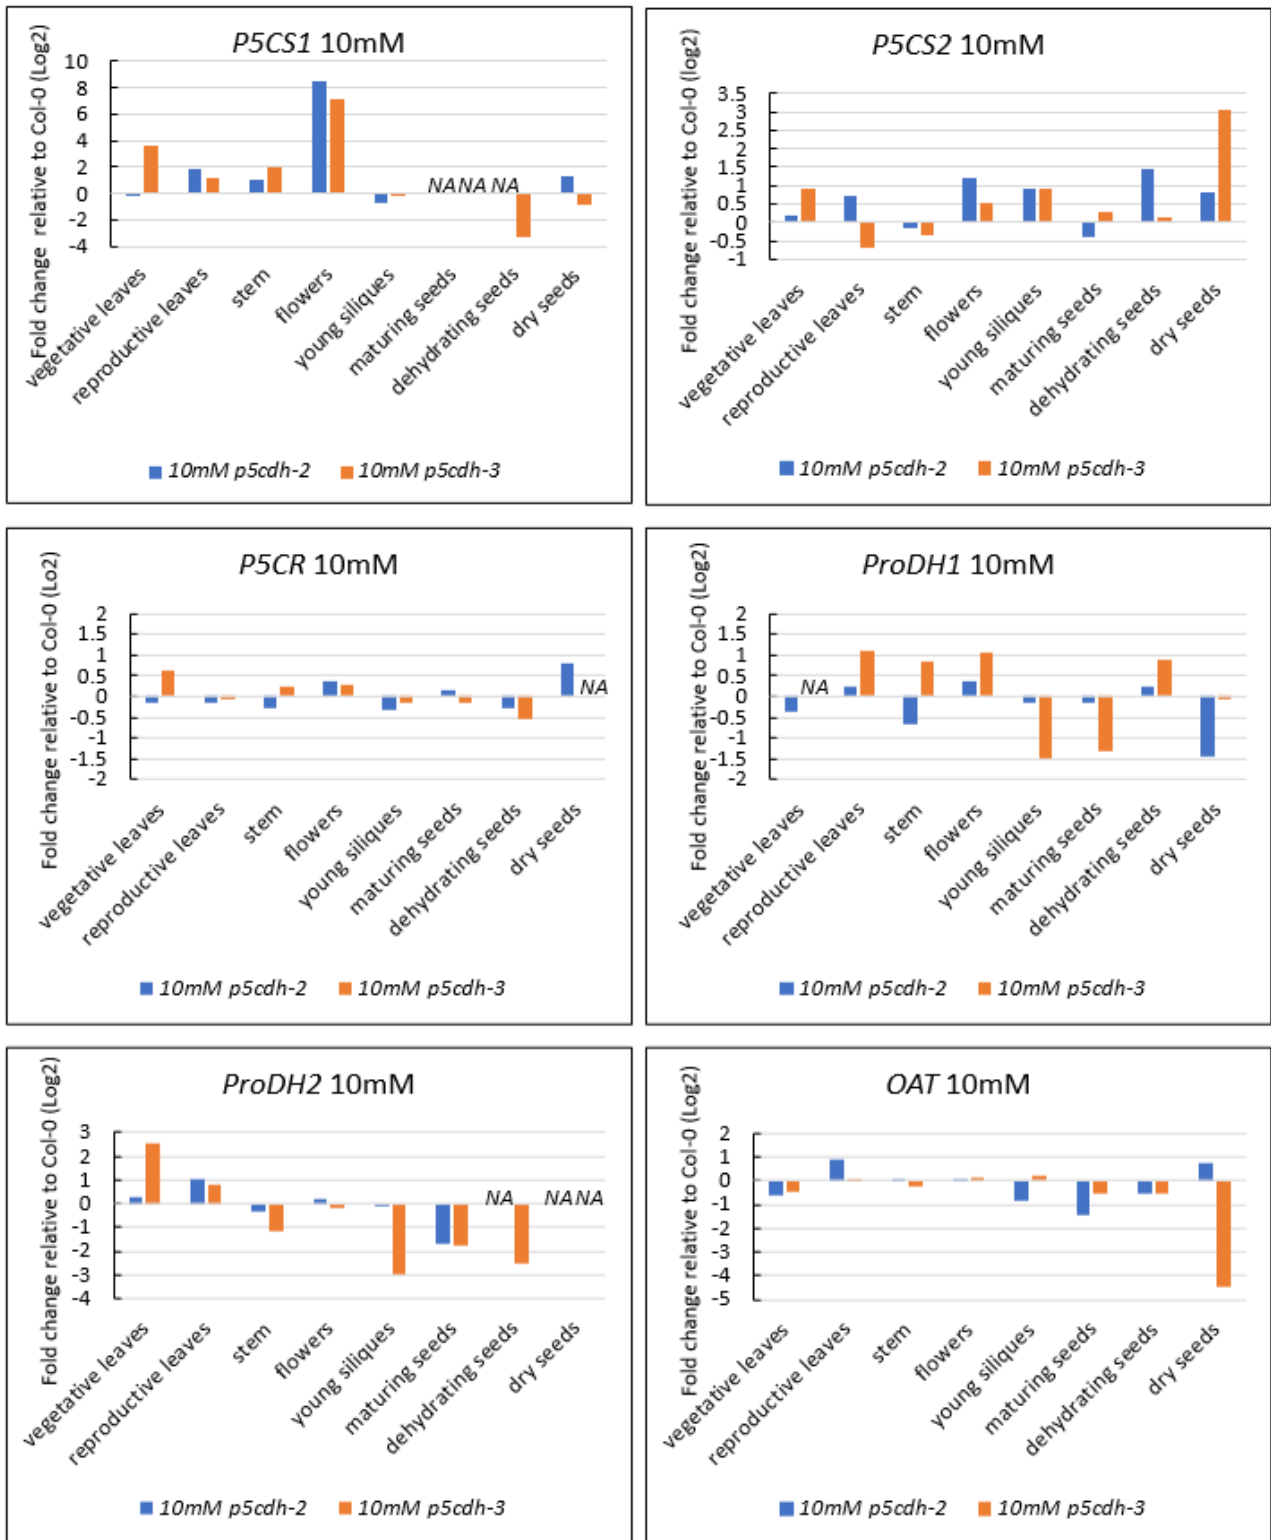 P5CS1 10mM
Fold change relative to Col-0 (Log2)
10
8
6
4
2
0
-2
-4
NA NA NA
vegetative leaves
reproductive leaves
stem
flowers
young siliques
maturing seeds
dehydrating seeds
dry seeds
10mM p5cdh-2 10mM p5cdh-3
P5CS2 10mM
Fold change relative to Col-0 (log2)
3.5
3
2.5
2
1.5
1
0.5
0
-0.5
-1
vegetative leaves
reproductive leaves
stem
flowers
young siliques
maturing seeds
dehydrating seeds
dry seeds
10mM p5cdh-2 10mM p5cdh-3
P5CR 10mM
Fold change relative to Col-0 (Lo2)
2
1.5
1
0.5
0
-0.5
-1
-1.5
-2
NA
vegetative leaves
reproductive leaves
stem
flowers
young siliques
maturing seeds
dehydrating seeds
dry seeds
10mM p5cdh-2 10mM p5cdh-3
ProDH1 10mM
Fold change relative to Col-0 (Log2)
2
1.5
1
0.5
0
-0.5
-1
-1.5
-2
NA
vegetative leaves
reproductive leaves
stem
flowers
young siliques
maturing seeds
dehydrating seeds
dry seeds
10mM p5cdh-2 10mM p5cdh-3
ProDH2 10mM
Fold change relative to Col-0 (Log2)
3
2
1
0
-1
-2
-3
-4
NA NA NA
vegetative leaves
reproductive leaves
stem
flowers
young siliques
maturing seeds
dehydrating seeds
dry seeds
10mM p5cdh-2 10mM p5cdh-3
OAT 10mM
Fold change relative to Col-0 (Log2)
2
1
0
-1
-2
-3
-4
-5
vegetative leaves
reproductive leaves
stem
flowers
young siliques
maturing seeds
dehydrating seeds
dry seeds
10mM p5cdh-2 10mM p5cdh-3